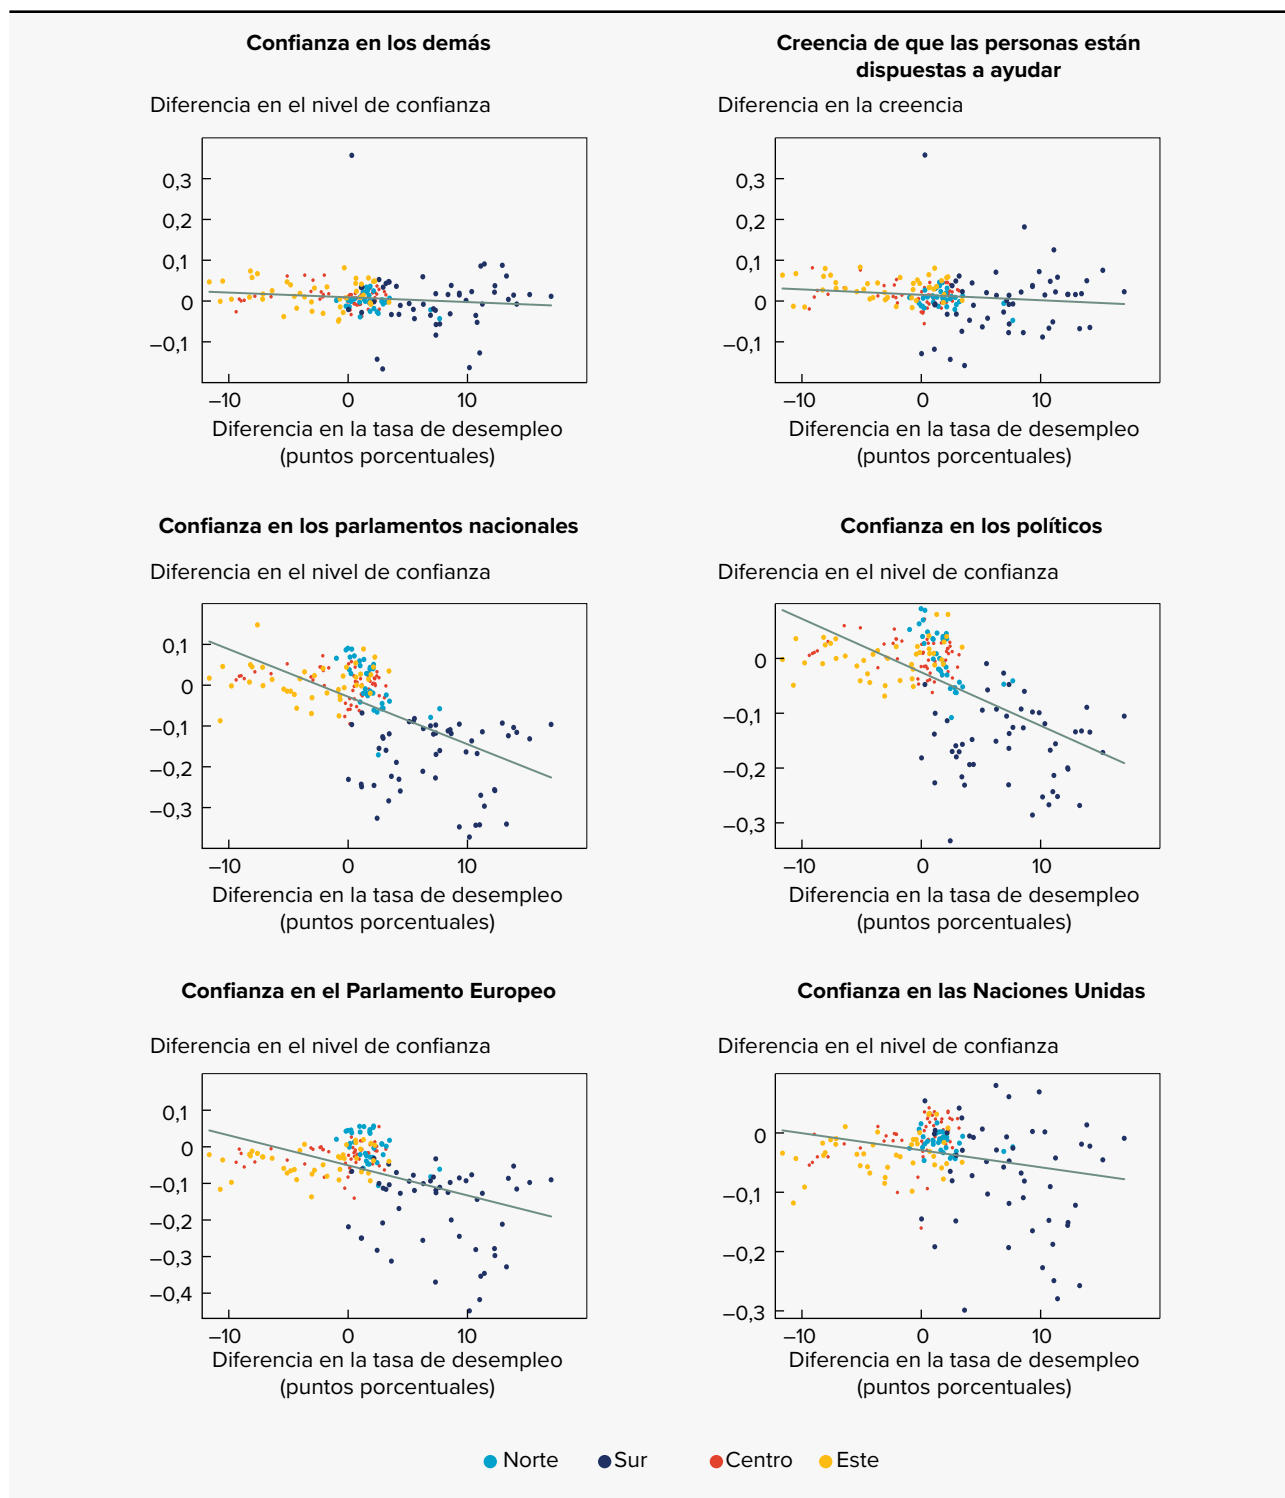 Confianza en los demás
Diferencia en el nivel de confianza
0,3
0,2
0,1
0
–0,1
–10 0 10
Diferencia en la tasa de desempleo
(puntos porcentuales)
Creencia de que las personas están
dispuestas a ayudar
Diferencia en la creencia
0,3
0,2
0,1
0
–0,1
–10 0 10
Diferencia en la tasa de desempleo
(puntos porcentuales)
Confianza en los parlamentos nacionales
Diferencia en el nivel de confianza
0,1
0
–0,1
–0,2
–0,3
–10 0 10
Diferencia en la tasa de desempleo
(puntos porcentuales)
Confianza en los políticos
Diferencia en el nivel de confianza
0
–0,1
–0,2
–0,3
–10 0 10
Diferencia en la tasa de desempleo
(puntos porcentuales)
Confianza en el Parlamento Europeo
Diferencia en el nivel de confianza
0,1
–0
–0,1
–0,2
–0,3
–0,4
–10 0 10
Diferencia en la tasa de desempleo
(puntos porcentuales)
Confianza en las Naciones Unidas
Diferencia en el nivel de confianza
0
–0,1
–0,2
–0,3
–10 0 10
Diferencia en la tasa de desempleo
(puntos porcentuales)
Norte Sur Centro Este